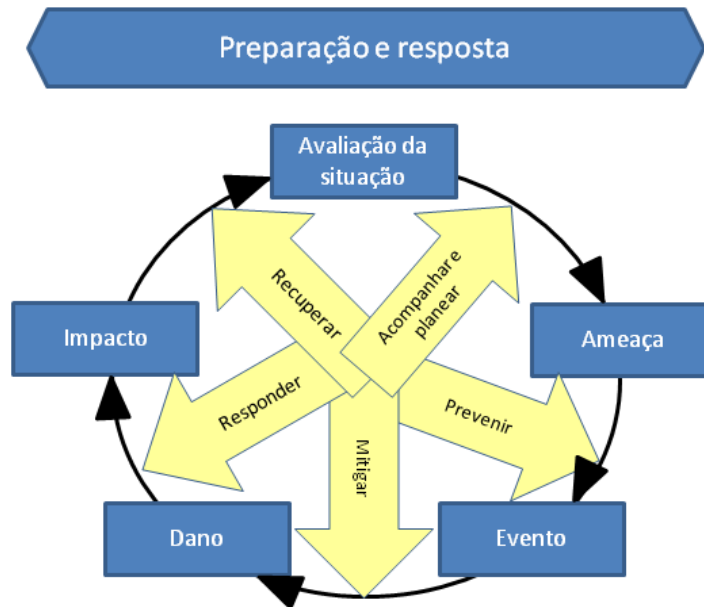 Preparação e resposta
Avaliação da
situação
Acompanhar e
planear
Recuperar
Impacto
Ameaça
Responder
Prevenir
Mitigar
Dano
Evento